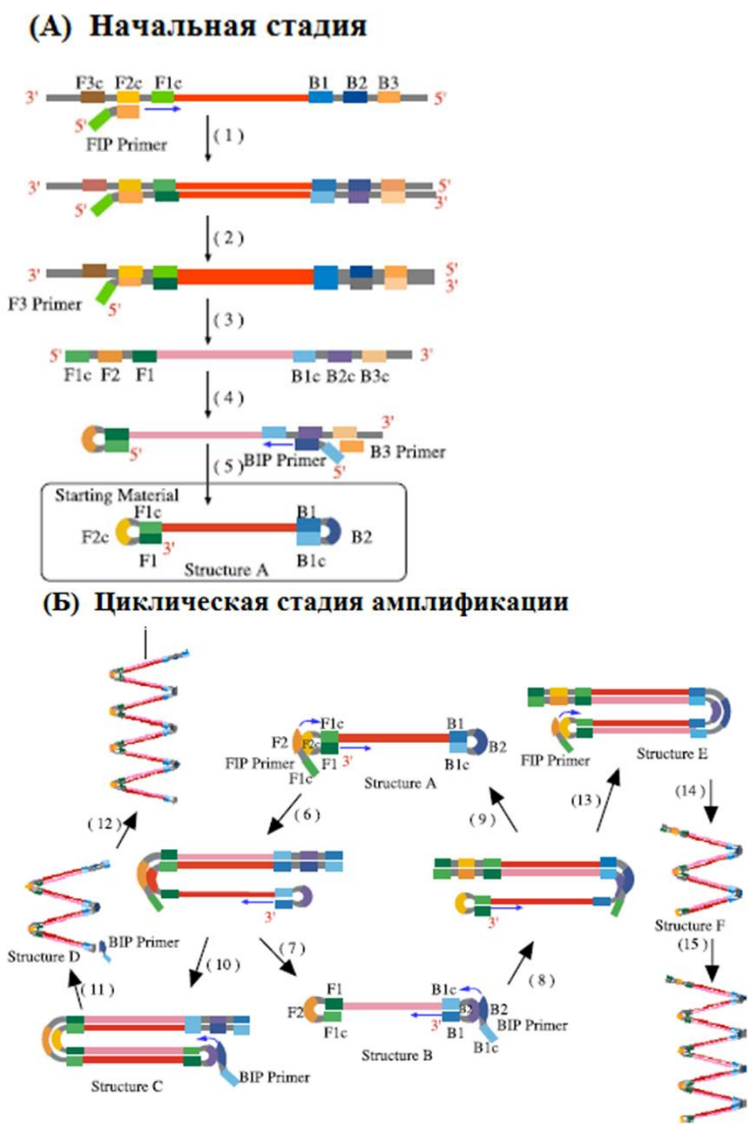 (А) Начальная стадия
F3c F2c F1c B1 B2 B3
3' 5'
5'
FIP Primer
(1)
3' 5'
5' 3'
(2)
3' 5'
3'
F3 Primer 5'
(3)
5' 3'
F1c F2 F1 B1c B2c B3c
(4)
3'
5' BIP Primer 5' B3 Primer
(5)
Starting Material
F1c B1
F2c B2
3'
F1 B1c
Structure A
(Б) Циклическая стадия амплификации
F1c B1
F2 F2c B2
FIP Primer F1 3' B1c
F1c Structure A
FIP Primer Structure E
(6) (9) (13) (14)
(12)
3' 3'
Structure D BIP Primer Structure F
(11) (10) (7) (8) (15)
F1 B1c
F2 B2
F1c 3' B1 BIP Primer
B1c
Structure B
Structure C BIP Primer